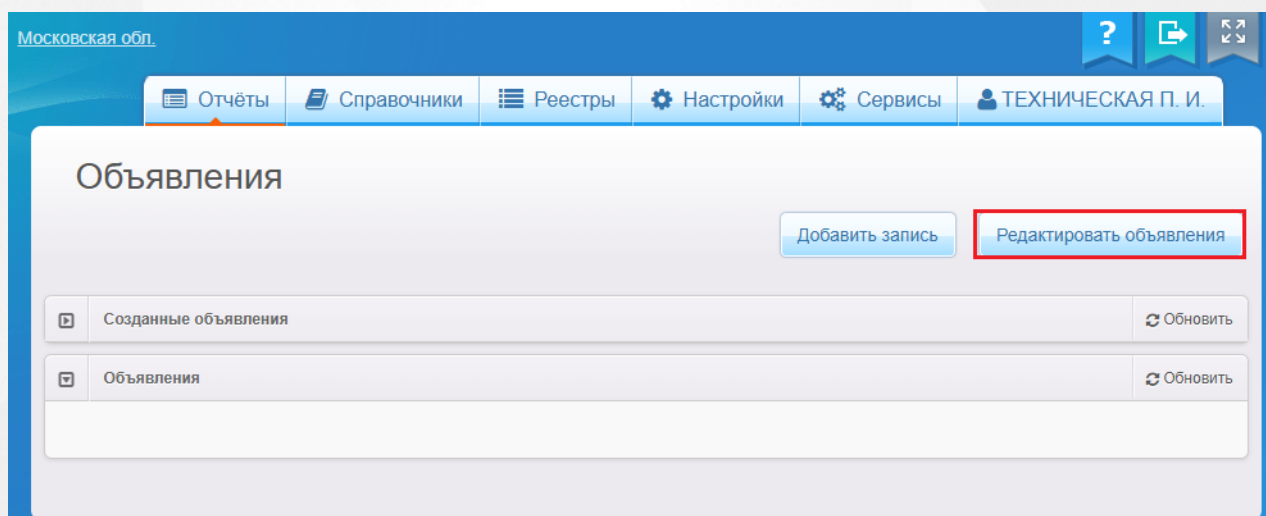 Московская обл.
?
Отчёты Справочники Реестры Настройки Сервисы ТЕХНИЧЕСКАЯ П. И.
Объявления
Добавить запись Редактировать объявления
Созданные объявления Обновить
Объявления Обновить